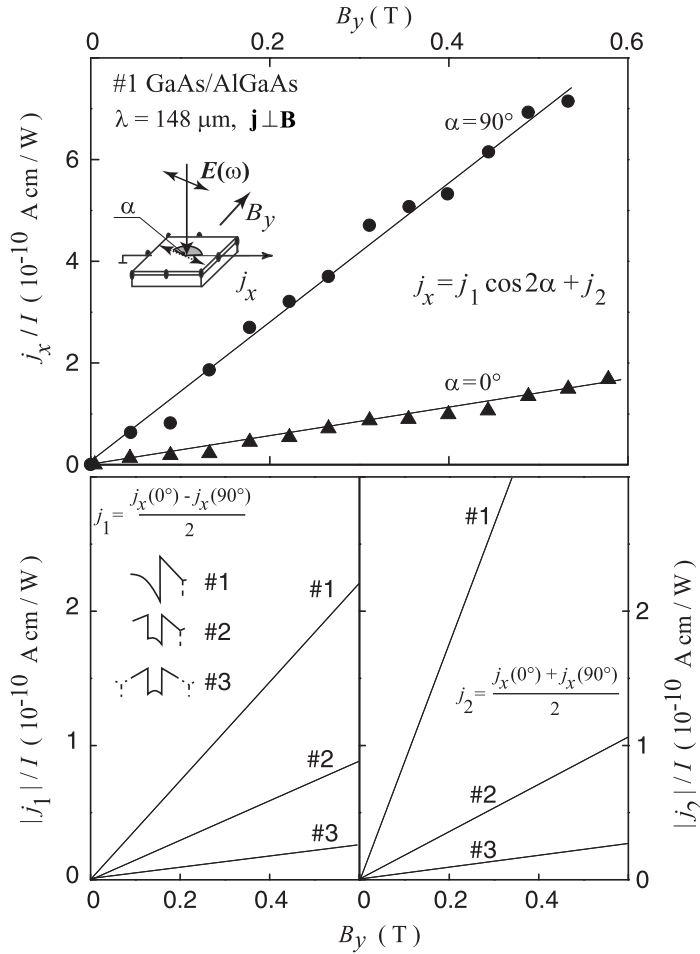 B_y (T)
0 0.2 0.4 0.6
#1 GaAs/AlGaAs
λ = 148 μm, j⊥B
α=90°
E(ω)
α
B_y
j_x
j_x = j_1 cos2α + j_2
α=0°
j_x / I ( 10^-10 A cm / W )
6
4
2
0
j_1 = (j_x(0°) - j_x(90°)) / 2
#1
#2
#3
#1
#2
#3
|j_1| / I ( 10^-10 A cm / W )
2
1
0
#1
j_2 = (j_x(0°) + j_x(90°)) / 2
#2
#3
2
1
0
|j_2| / I ( 10^-10 A cm / W )
0 0.2 0.4 0.2 0.4
B_y ( T )